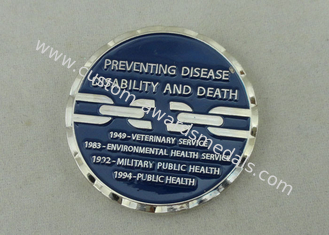 PREVENTING DISEASE
DISABILITY AND DEATH
1949 - VETERINARY SERVICE
1983 - ENVIRONMENTAL HEALTH SERVICE
1992 - MILITARY PUBLIC HEALTH
1994 - PUBLIC HEALTH
www.customawardsmedals.com